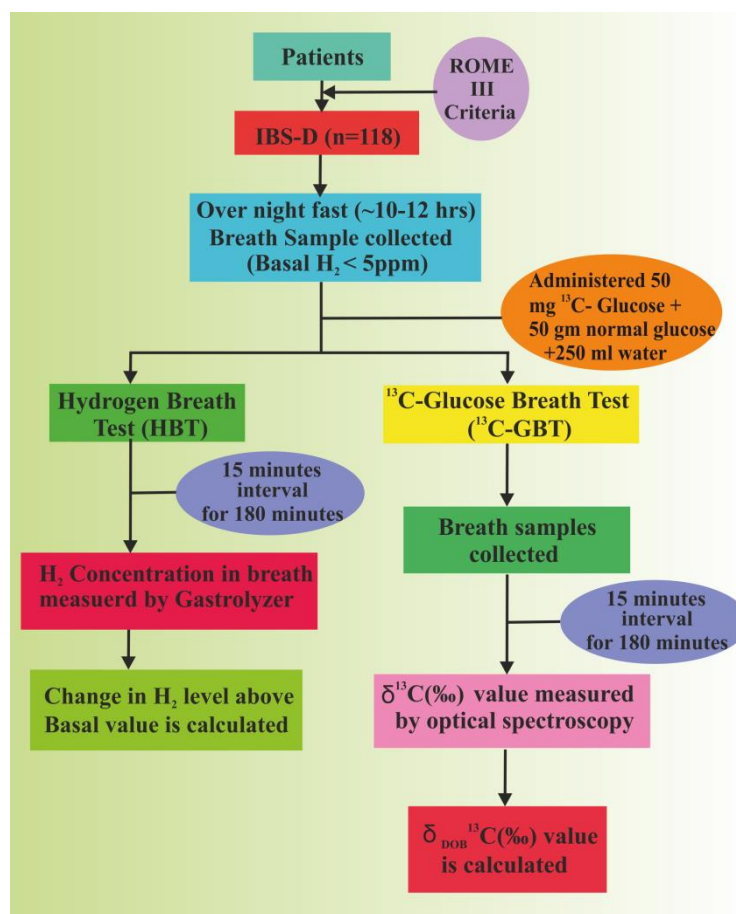 Patients
ROME
III
Criteria
IBS-D (n=118)
Over night fast (~10-12 hrs)
Breath Sample collected
(Basal H₂ < 5ppm)
Administered 50
mg ¹³C- Glucose +
50 gm normal glucose
+250 ml water
Hydrogen Breath
Test (HBT)
¹³C-Glucose Breath Test
(¹³C-GBT)
15 minutes
interval
for 180 minutes
Breath samples
collected
H₂ Concentration in breath
measuerd by Gastrolyzer
15 minutes
interval
for 180 minutes
Change in H₂ level above
Basal value is calculated
δ¹³C(‰) value measured
by optical spectroscopy
δ DOB ¹³C(‰) value
is calculated